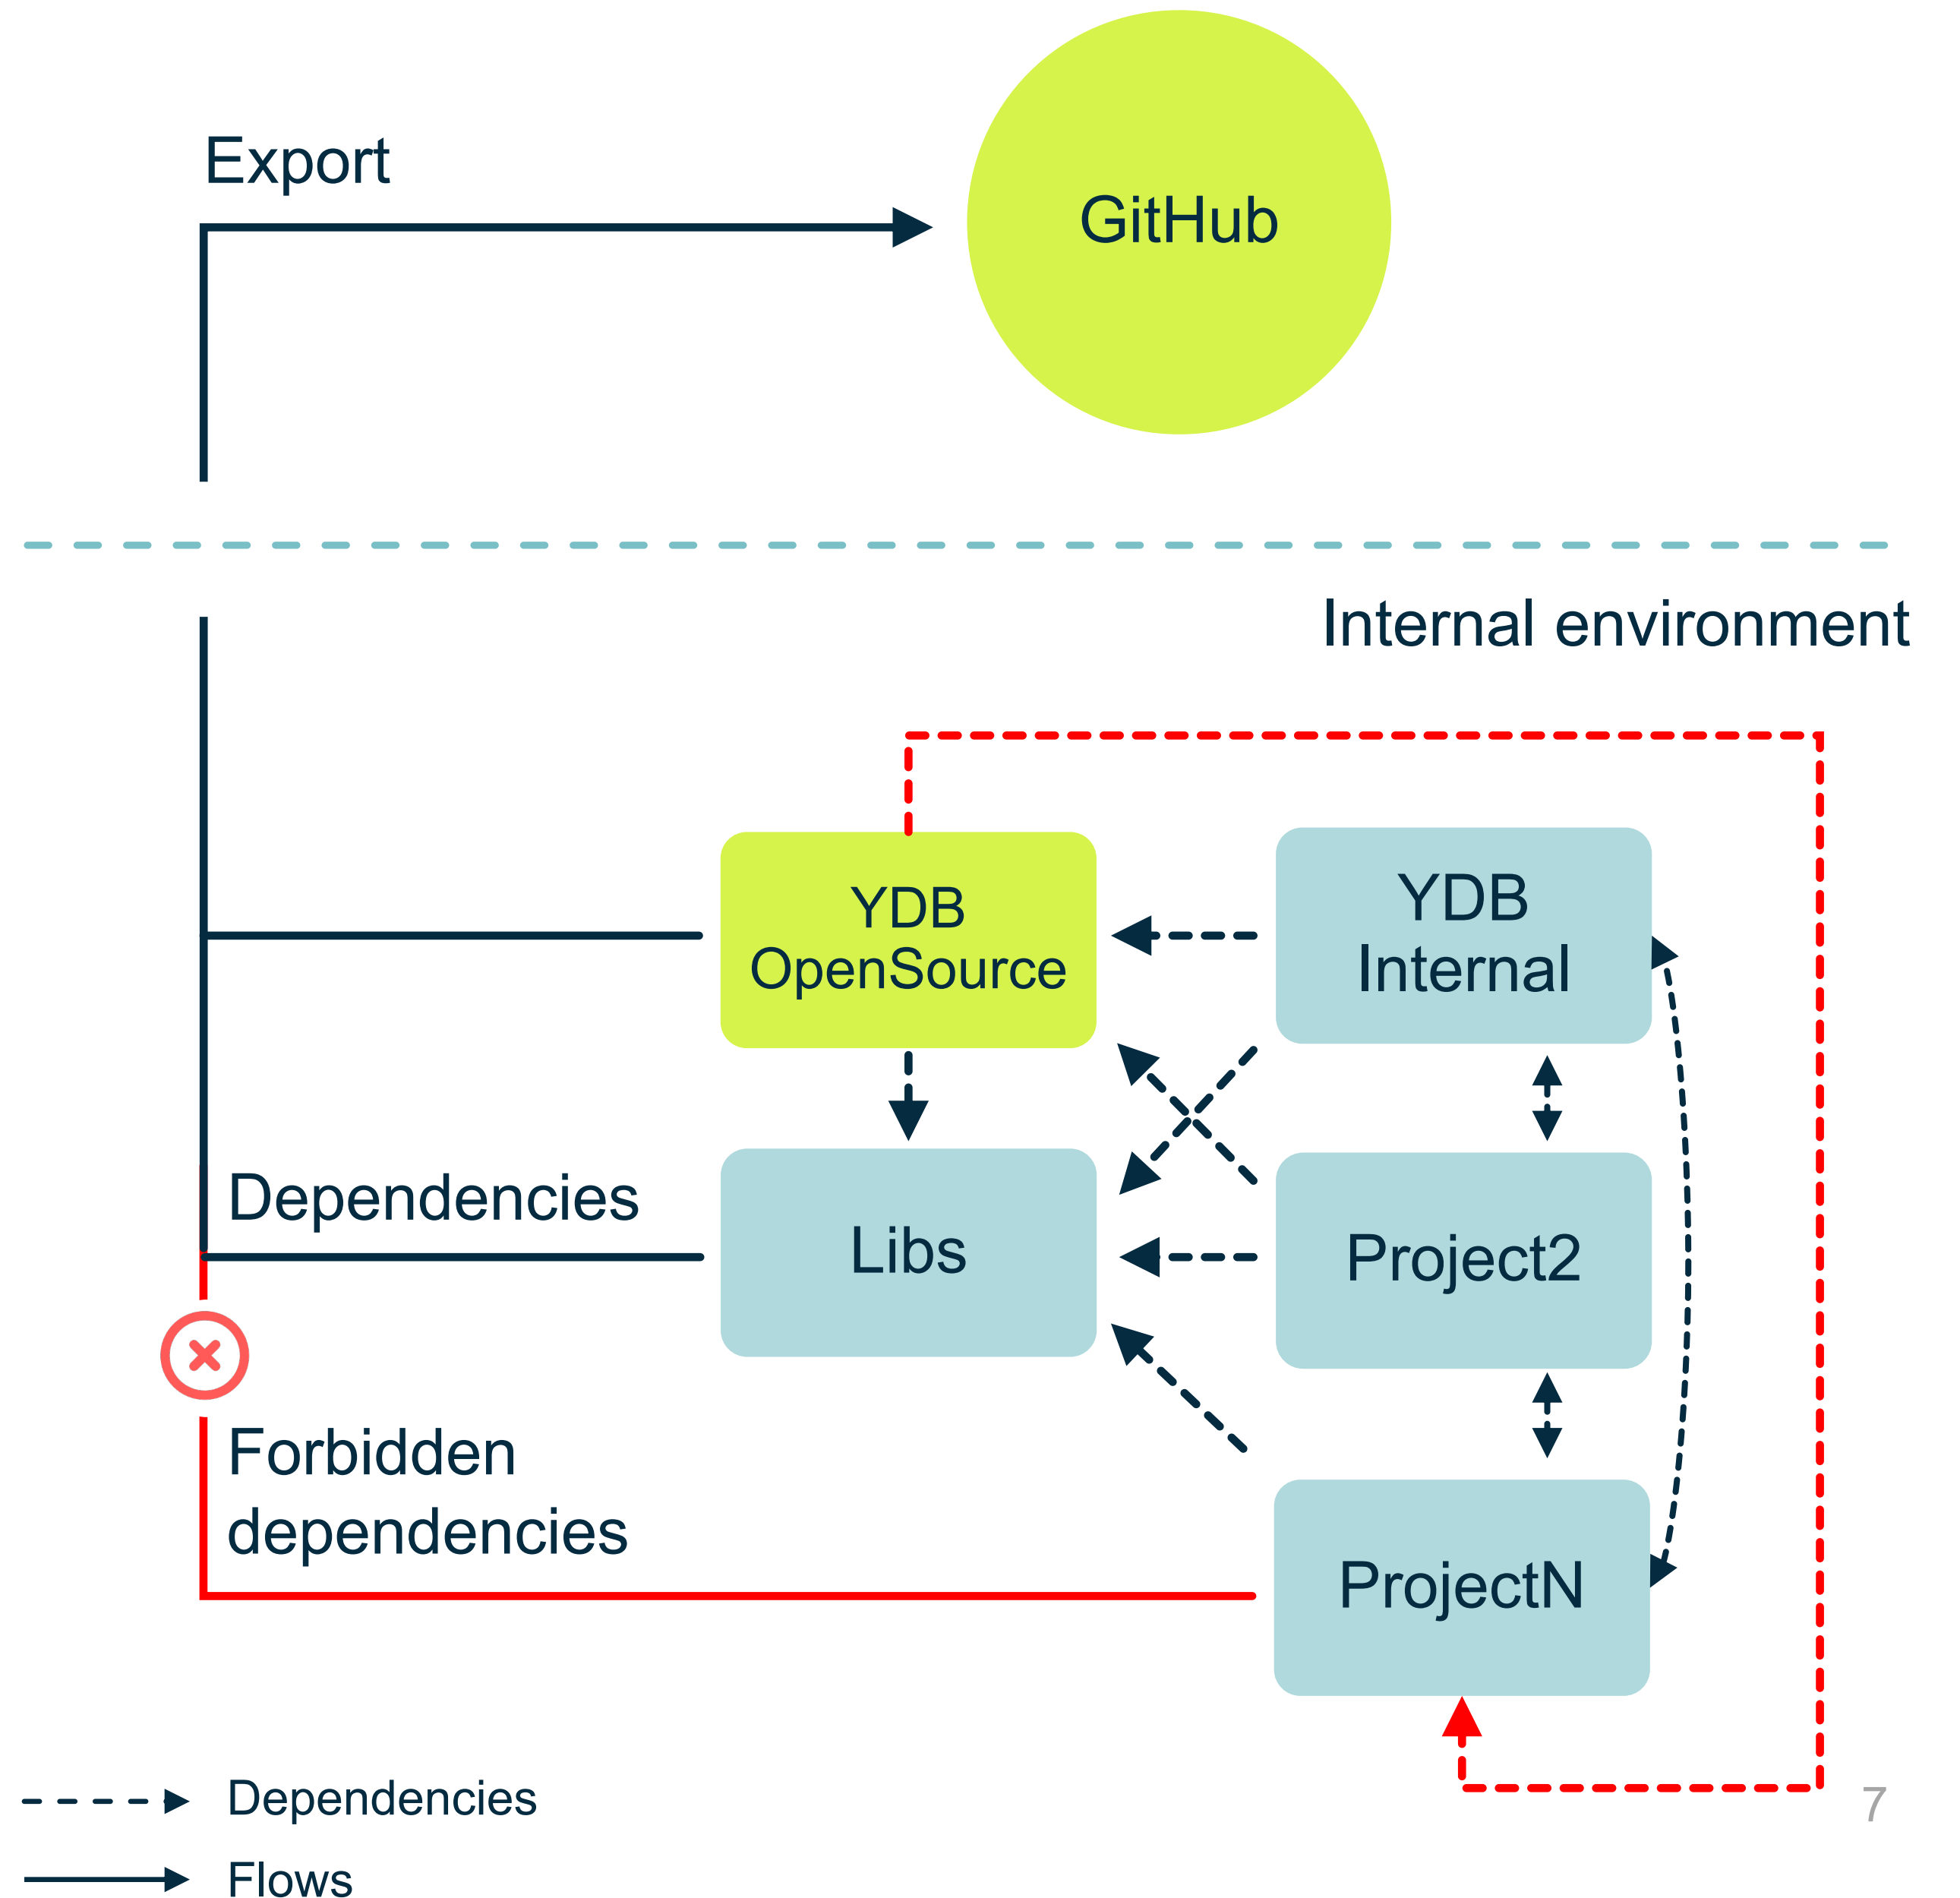 Export
GitHub
Internal environment
YDB
OpenSource
YDB
Internal
Dependencies
Libs
Project2
Forbidden
dependencies
ProjectN
Dependencies
7
Flows